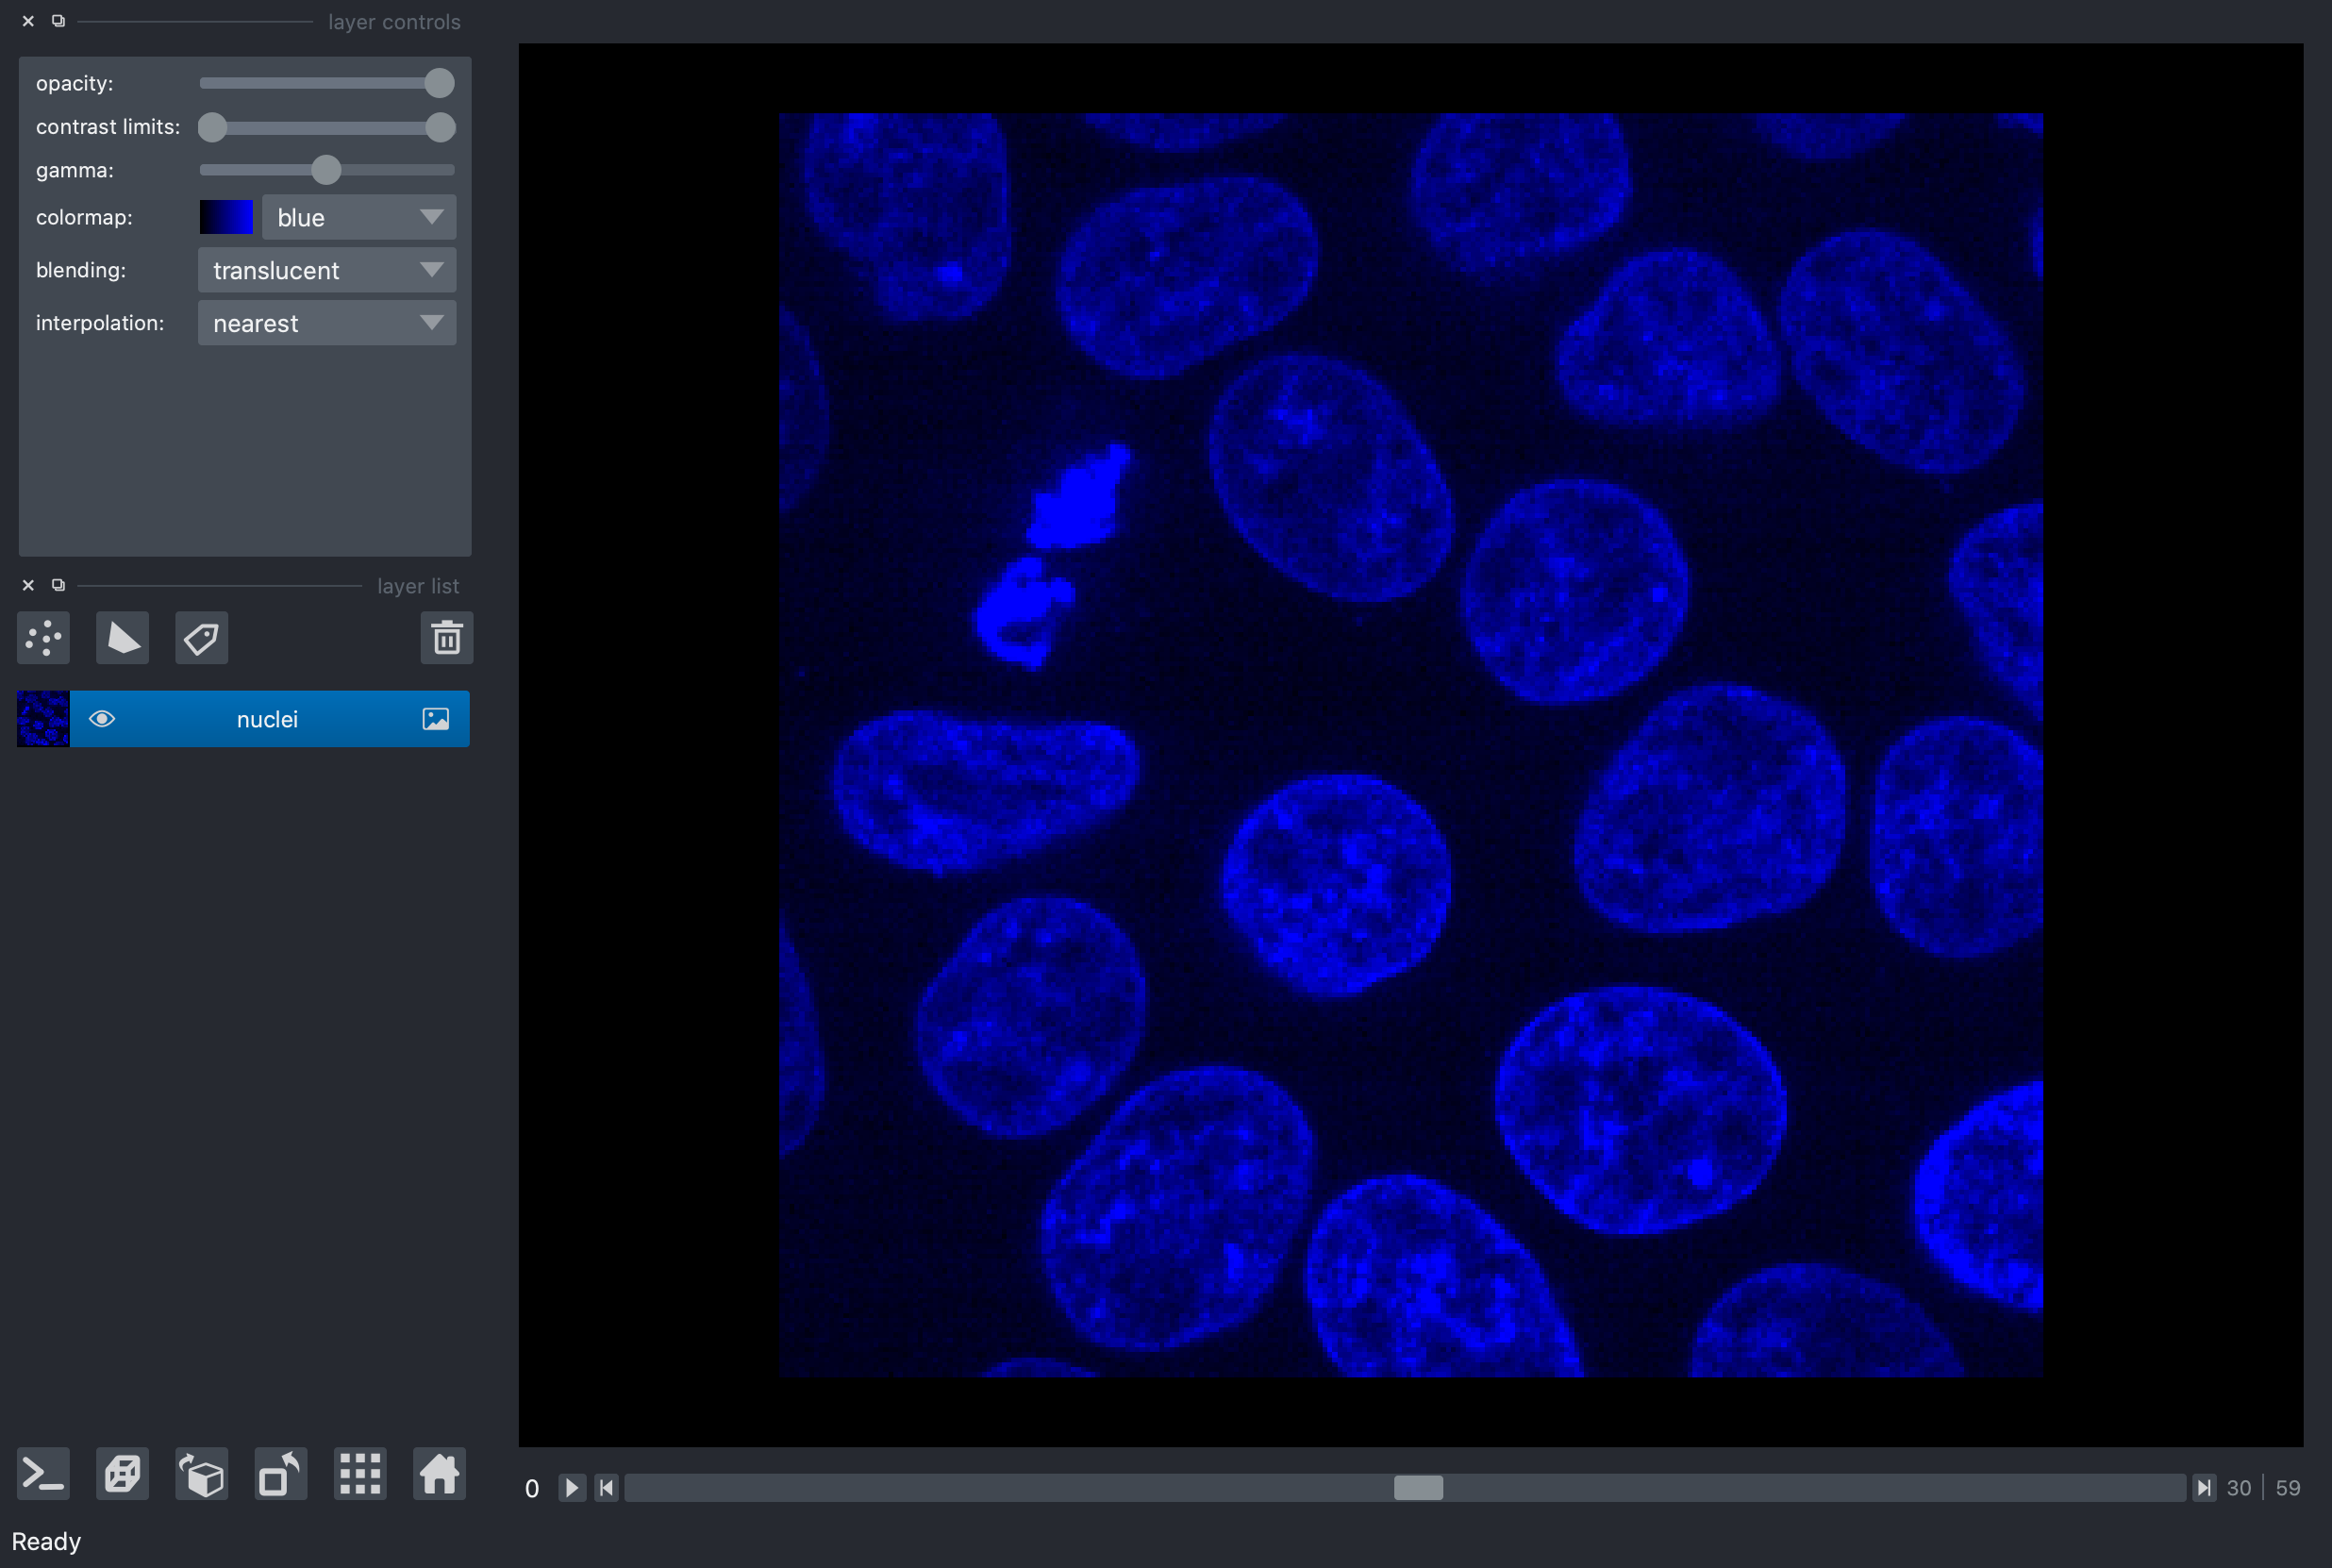 layer controls
opacity:
contrast limits:
gamma:
colormap: blue
blending: translucent
interpolation: nearest
layer list
nuclei
0 30 59
Ready